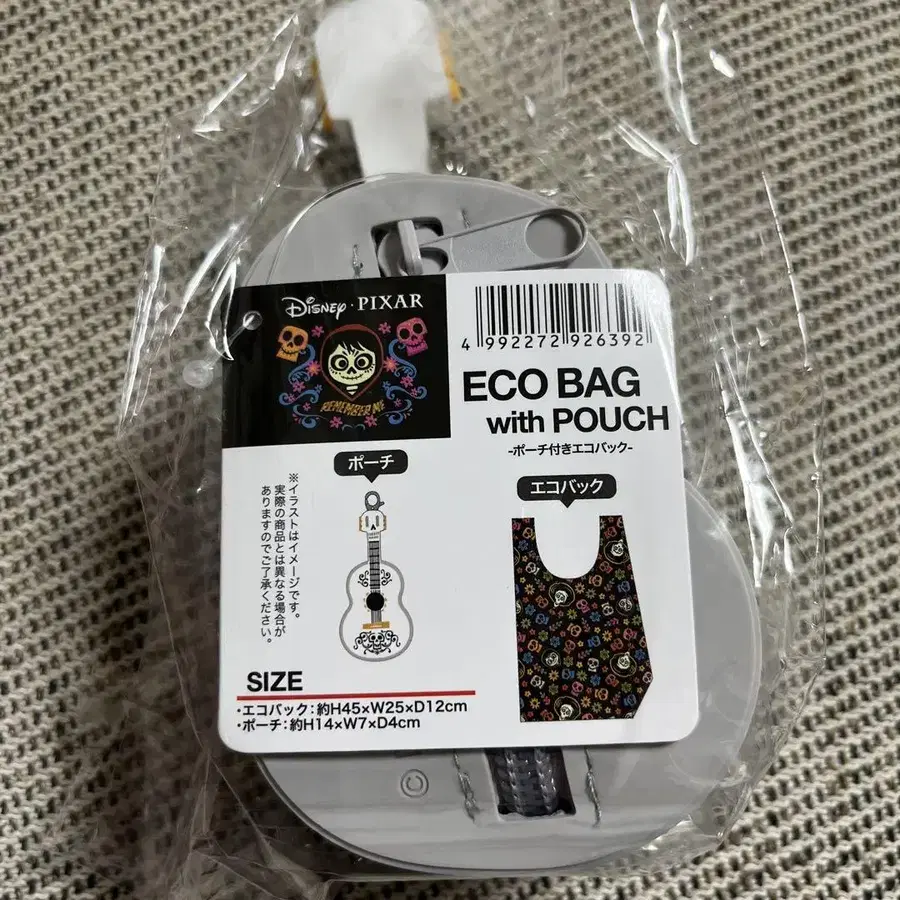 Disney · PIXAR
REMEMBER ME
4 992272 926392
ECO BAG
with POUCH
-ポーチ付きエコバック-
ポーチ
エコバック
※イラストはイメージです。
実際の商品とは異なる場合が
ありますのでご了承ください。
SIZE
・エコバック：約H45×W25×D12cm
・ポーチ：約H14×W7×D4cm